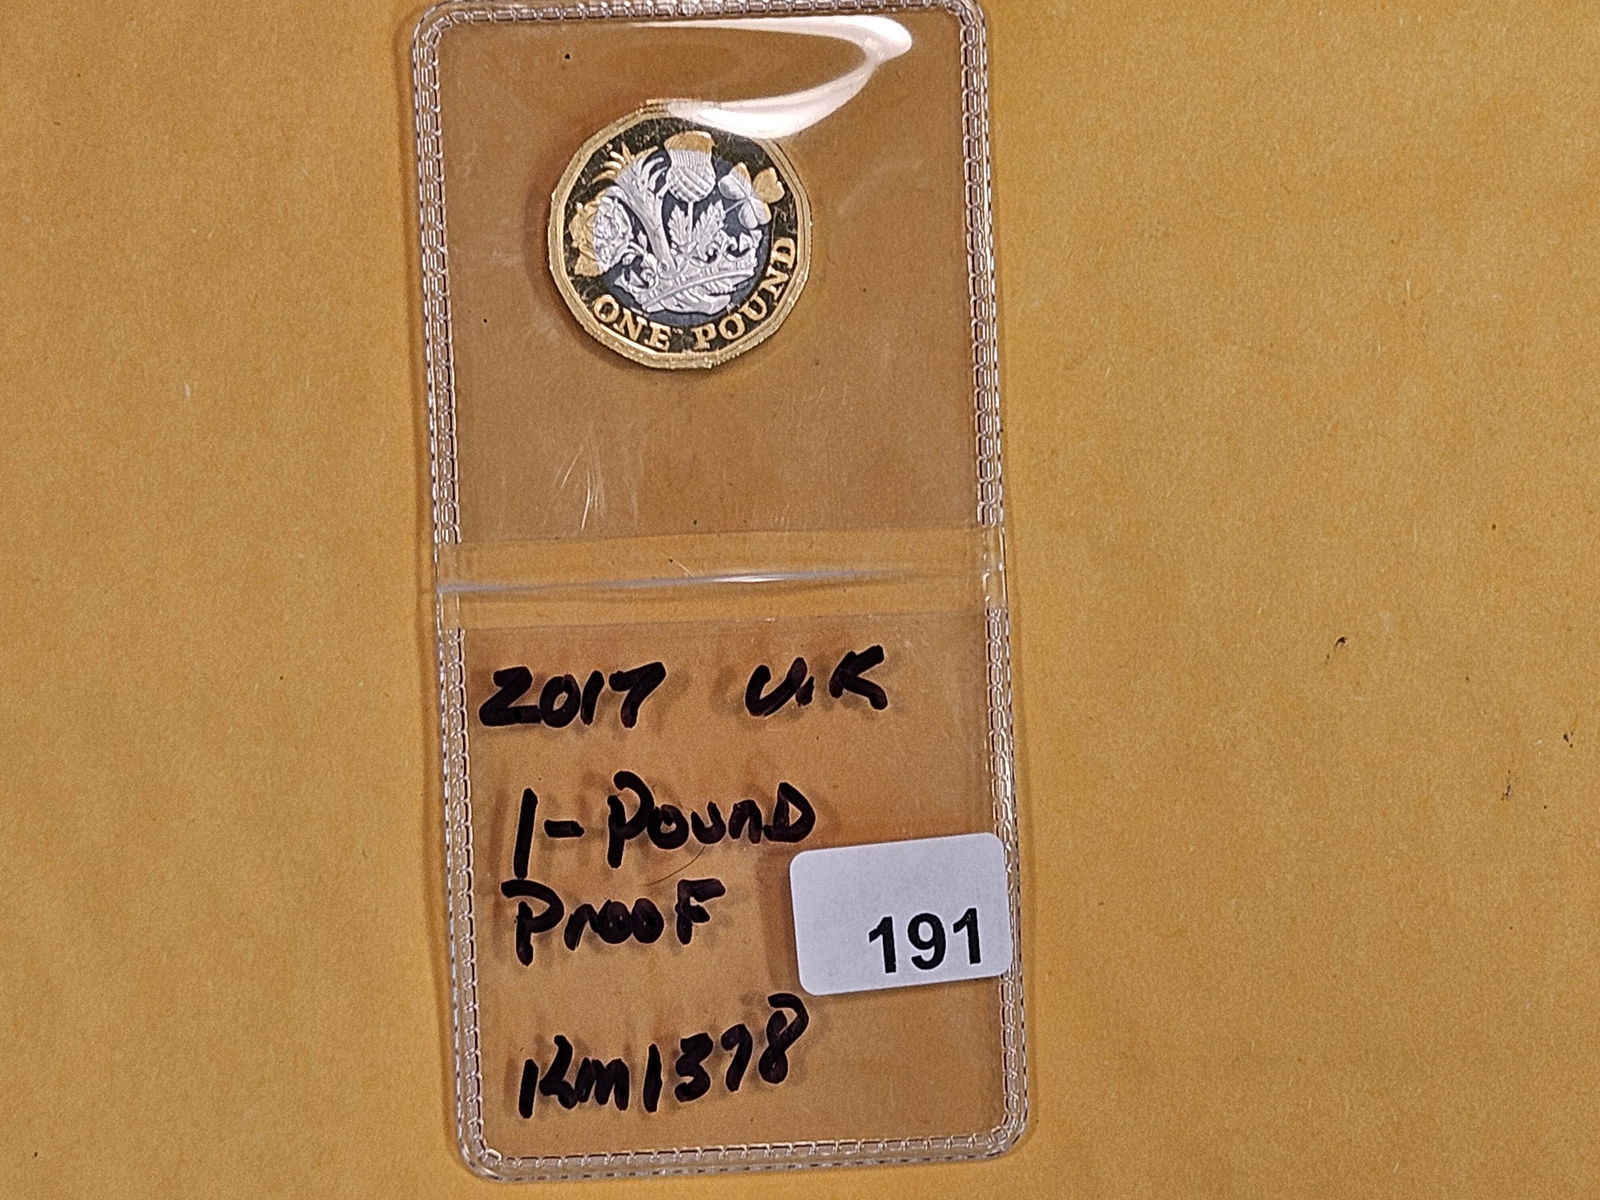 ONE POUND
2017 U.K
1-POUND
PROOF
191
KM1378